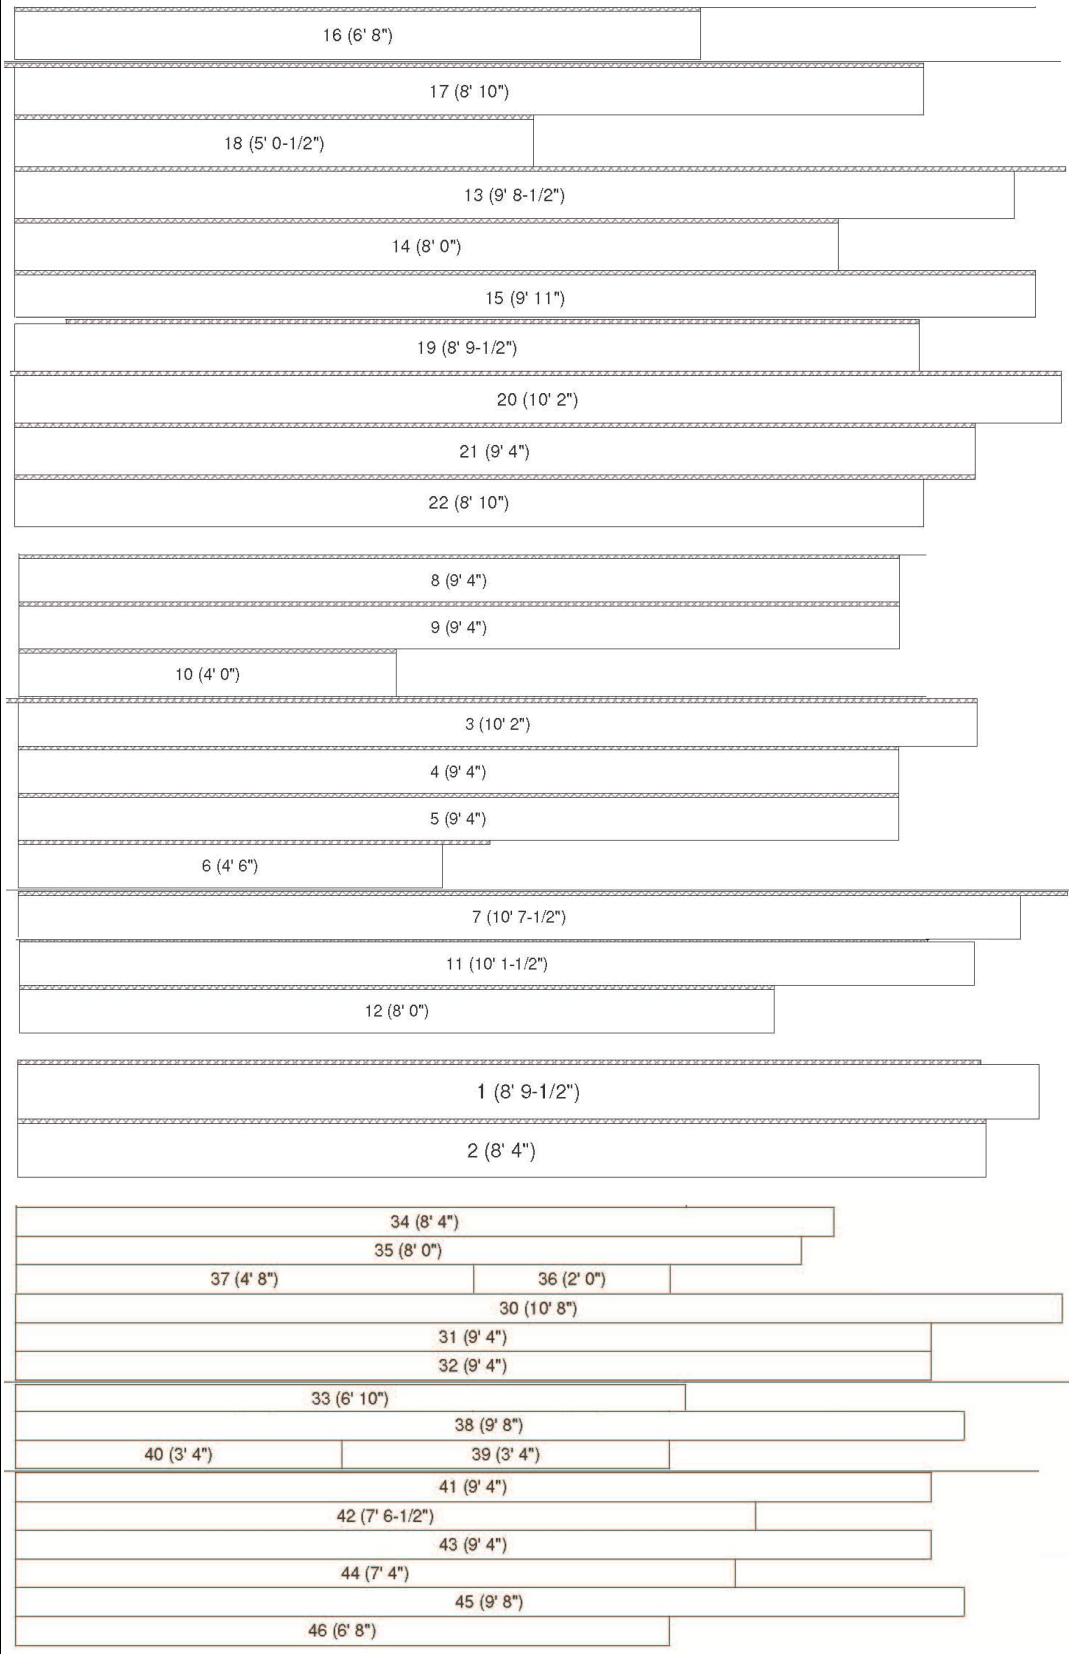 16 (6' 8")
17 (8' 10")
18 (5' 0-1/2")
13 (9' 8-1/2")
14 (8' 0")
15 (9' 11")
19 (8' 9-1/2")
20 (10' 2")
21 (9' 4")
22 (8' 10")
8 (9' 4")
9 (9' 4")
10 (4' 0")
3 (10' 2")
4 (9' 4")
5 (9' 4")
6 (4' 6")
7 (10' 7-1/2")
11 (10' 1-1/2")
12 (8' 0")
1 (8' 9-1/2")
2 (8' 4")
34 (8' 4")
35 (8' 0")
37 (4' 8") 36 (2' 0")
30 (10' 8")
31 (9' 4")
32 (9' 4")
33 (6' 10")
38 (9' 8")
40 (3' 4") 39 (3' 4")
41 (9' 4")
42 (7' 6-1/2")
43 (9' 4")
44 (7' 4")
45 (9' 8")
46 (6' 8")